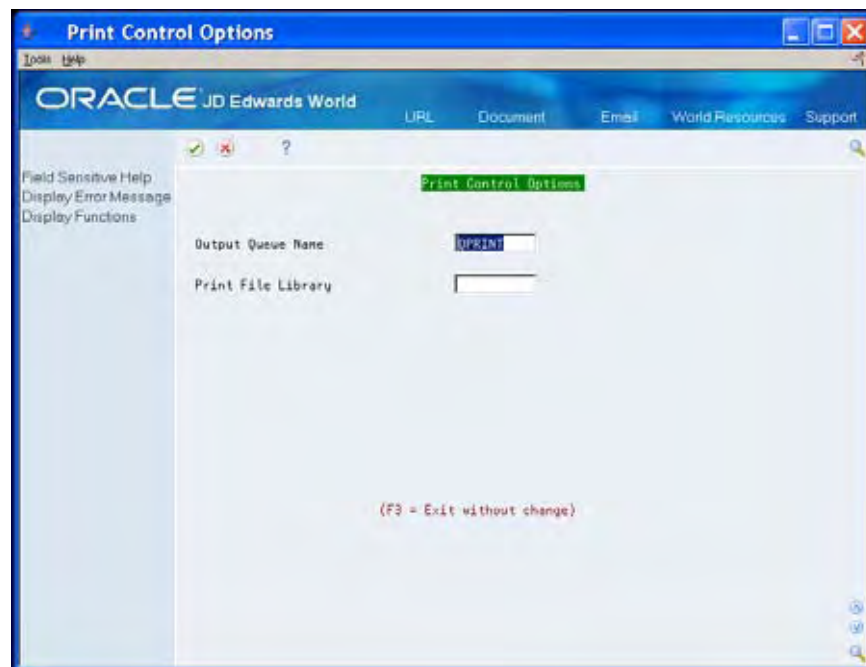 Print Control Options
Tools Help
ORACLE JD Edwards World
URL Document Email World Resources Support
?
Field Sensitive Help
Display Error Message
Display Functions
Print Control Options
Output Queue Name QPRINT
Print File Library
(F3 = Exit without change)